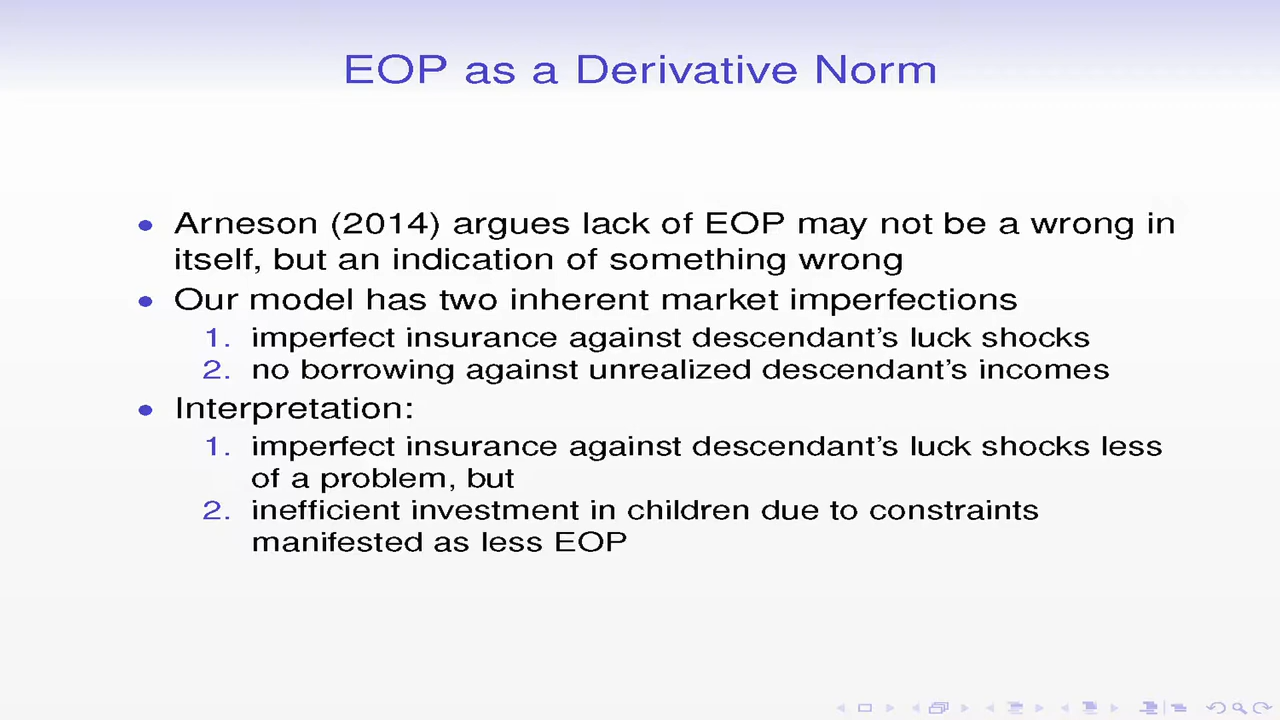 EOP as a Derivative Norm
• Arneson (2014) argues lack of EOP may not be a wrong in
itself, but an indication of something wrong
• Our model has two inherent market imperfections
1. imperfect insurance against descendant's luck shocks
2. no borrowing against unrealized descendant's incomes
• Interpretation:
1. imperfect insurance against descendant's luck shocks less
of a problem, but
2. inefficient investment in children due to constraints
manifested as less EOP